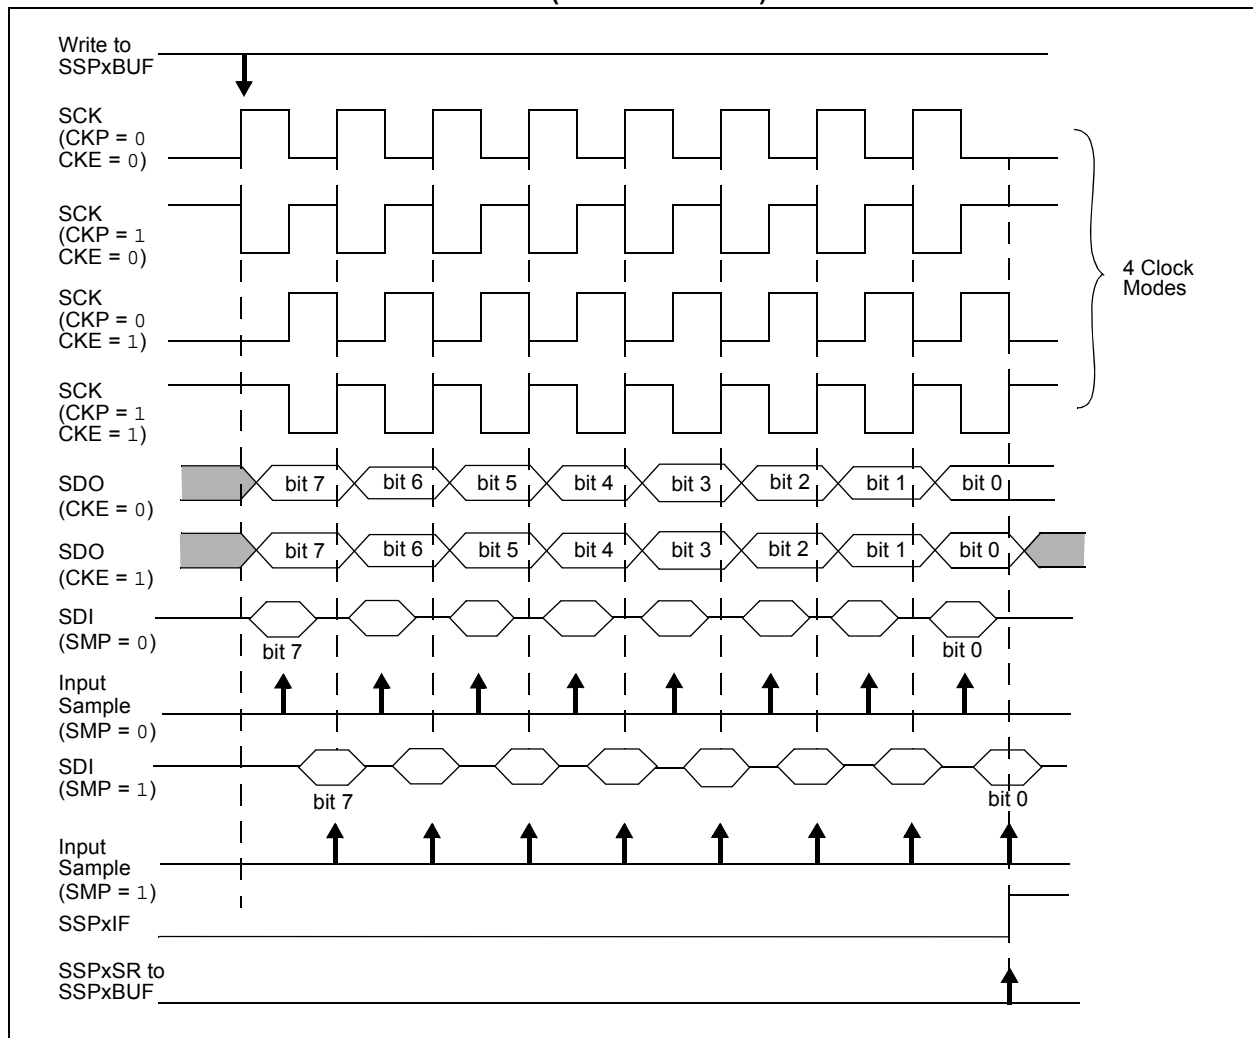 Write to
SSPxBUF
SCK
(CKP = 0
CKE = 0)
SCK
(CKP = 1
CKE = 0)
SCK
(CKP = 0
CKE = 1)
SCK
(CKP = 1
CKE = 1)
4 Clock
Modes
SDO
(CKE = 0)
bit 7 bit 6 bit 5 bit 4 bit 3 bit 2 bit 1 bit 0
SDO
(CKE = 1)
bit 7 bit 6 bit 5 bit 4 bit 3 bit 2 bit 1 bit 0
SDI
(SMP = 0)
bit 7 bit 0
Input
Sample
(SMP = 0)
SDI
(SMP = 1)
bit 7 bit 0
Input
Sample
(SMP = 1)
SSPxIF
SSPxSR to
SSPxBUF